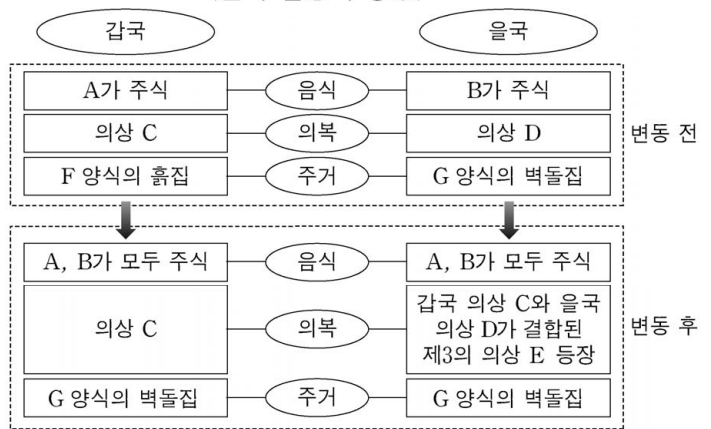 갑국 을국
A가 주식 음식 B가 주식
의상 C 의복 의상 D
변동 전
F 양식의 흙집 주거 G 양식의 벽돌집
A, B가 모두 주식 음식 A, B가 모두 주식
의상 C 의복
갑국 의상 C와 을국
의상 D가 결합된
제3의 의상 E 등장
변동 후
G 양식의 벽돌집 주거 G 양식의 벽돌집